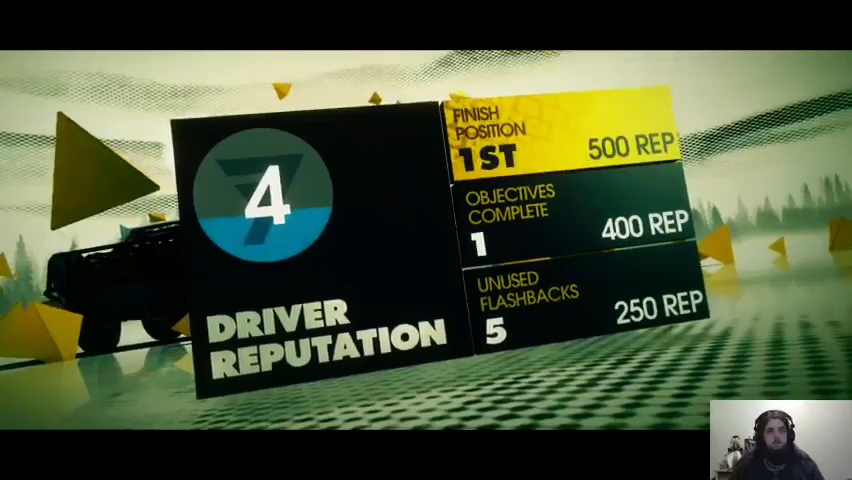 4
DRIVER
REPUTATION
FINISH
POSITION
1ST
500 REP
OBJECTIVES
COMPLETE
1
400 REP
UNUSED
FLASHBACKS
5
250 REP